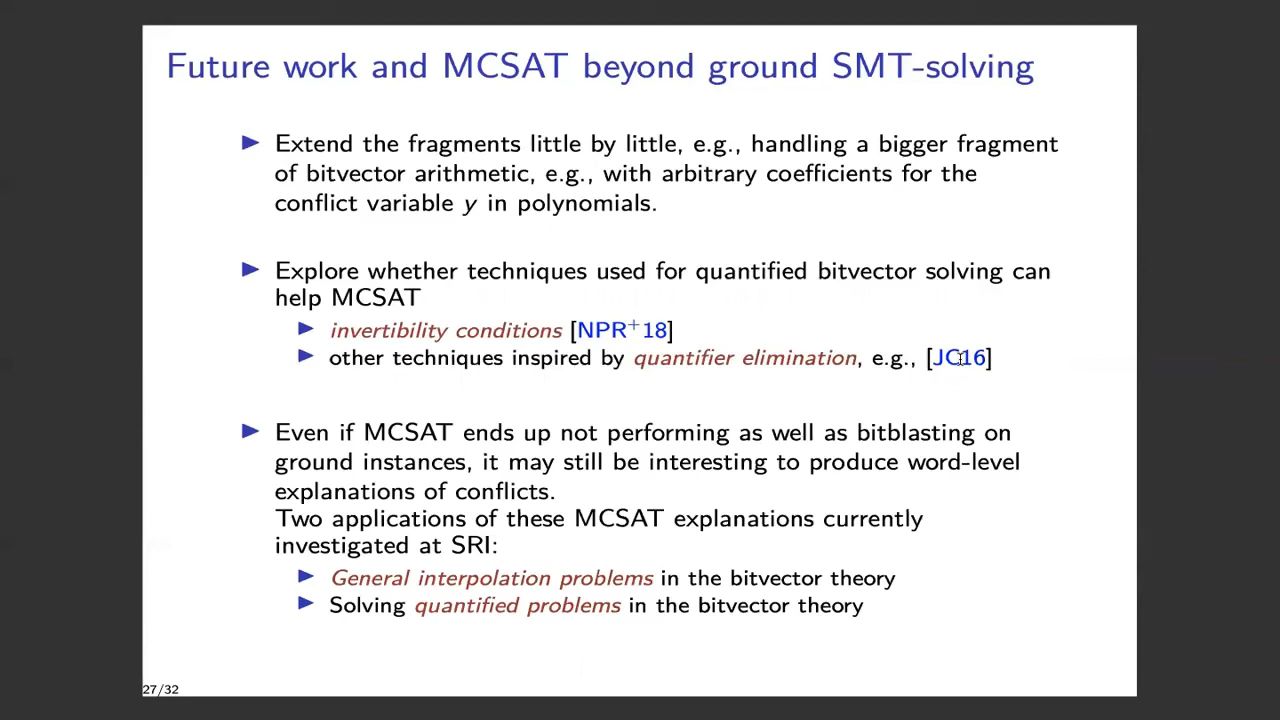 Future work and MCSAT beyond ground SMT-solving
▶ Extend the fragments little by little, e.g., handling a bigger fragment
of bitvector arithmetic, e.g., with arbitrary coefficients for the
conflict variable y in polynomials.
▶ Explore whether techniques used for quantified bitvector solving can
help MCSAT
▶ invertibility conditions [NPR+18]
▶ other techniques inspired by quantifier elimination, e.g., [JC16]
▶ Even if MCSAT ends up not performing as well as bitblasting on
ground instances, it may still be interesting to produce word-level
explanations of conflicts.
Two applications of these MCSAT explanations currently
investigated at SRI:
▶ General interpolation problems in the bitvector theory
▶ Solving quantified problems in the bitvector theory
27/32